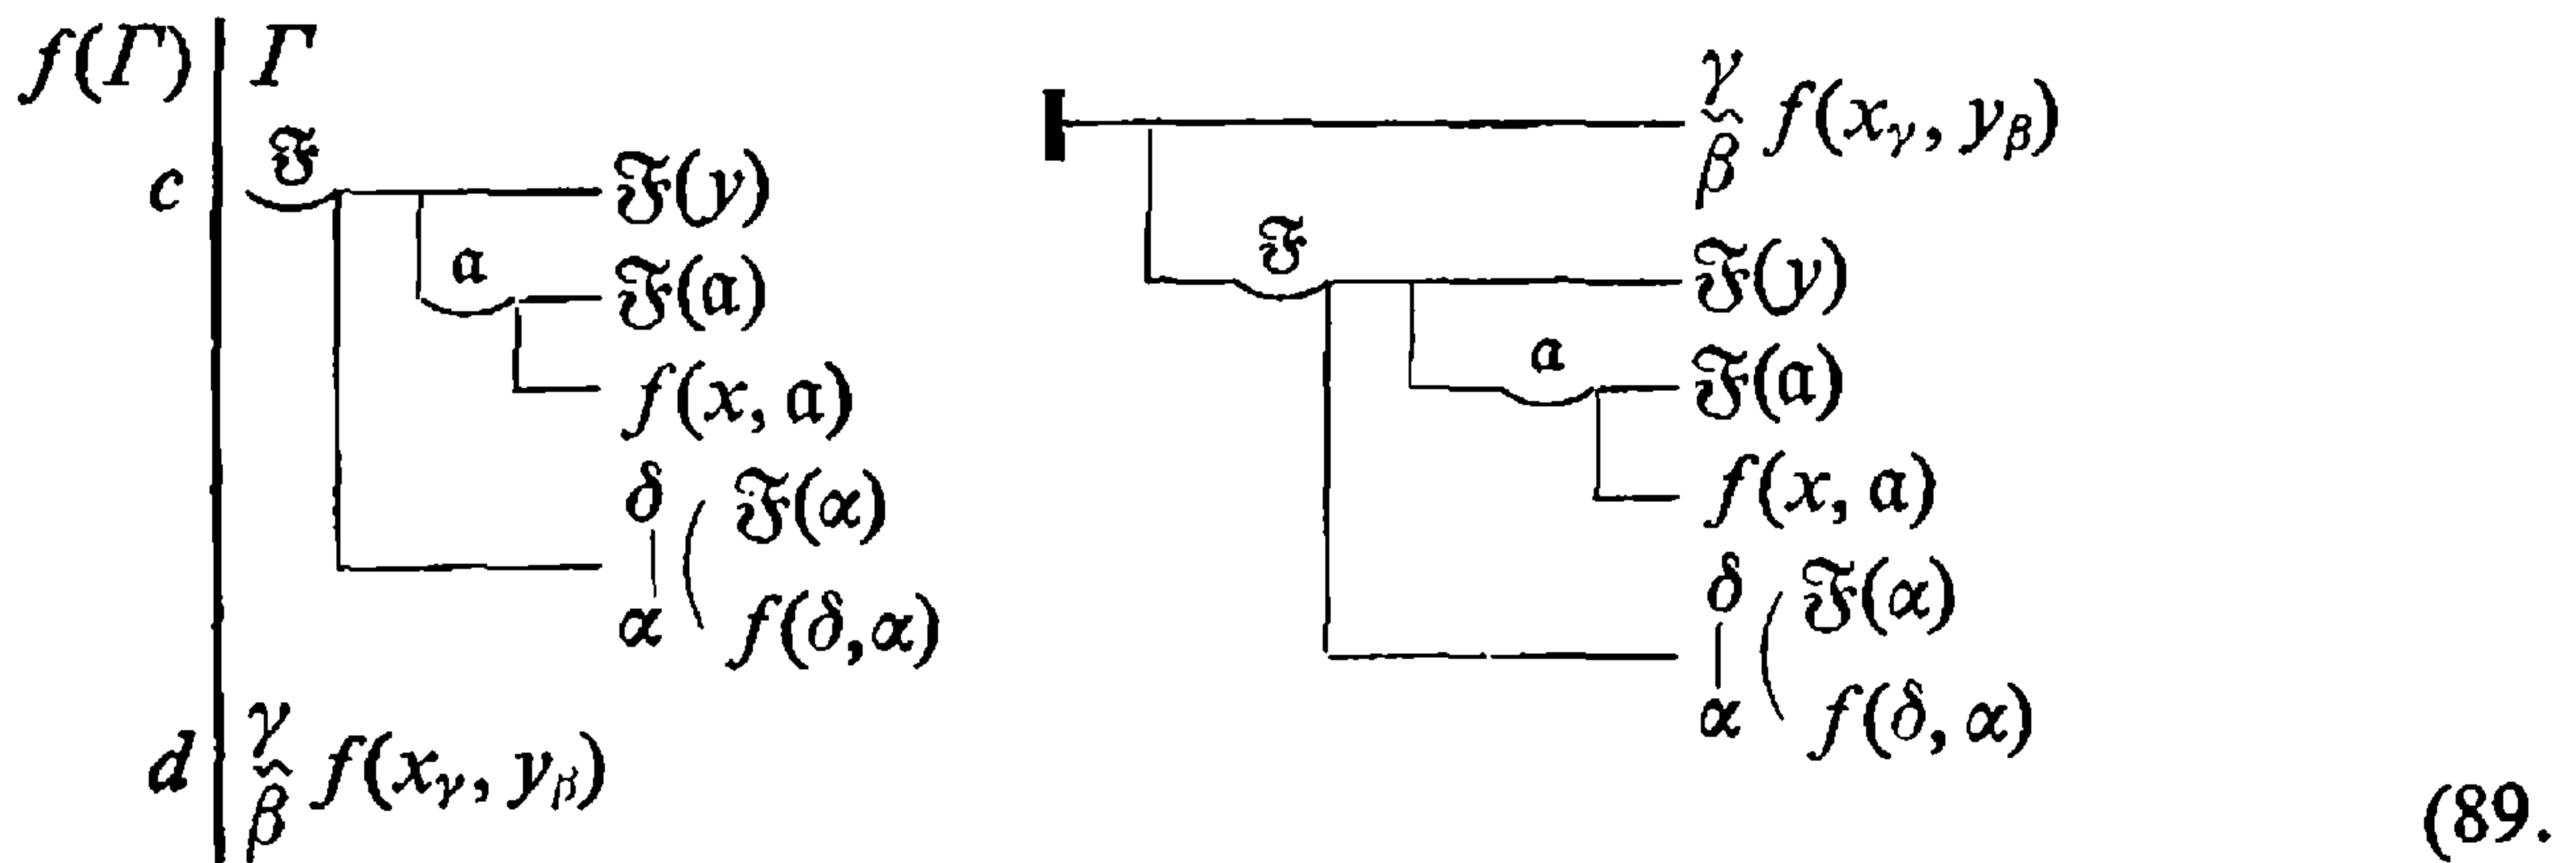 f(Γ) Γ
c 𝔉 𝔉(y)
𝔞 𝔉(𝔞)
f(x, 𝔞)
δ 𝔉(α)
α f(δ, α)
d γ
β f(x_γ, y_β)
γ
β f(x_γ, y_β)
𝔉 𝔉(y)
𝔞 𝔉(𝔞)
f(x, 𝔞)
δ 𝔉(α)
α f(δ, α)
(89.